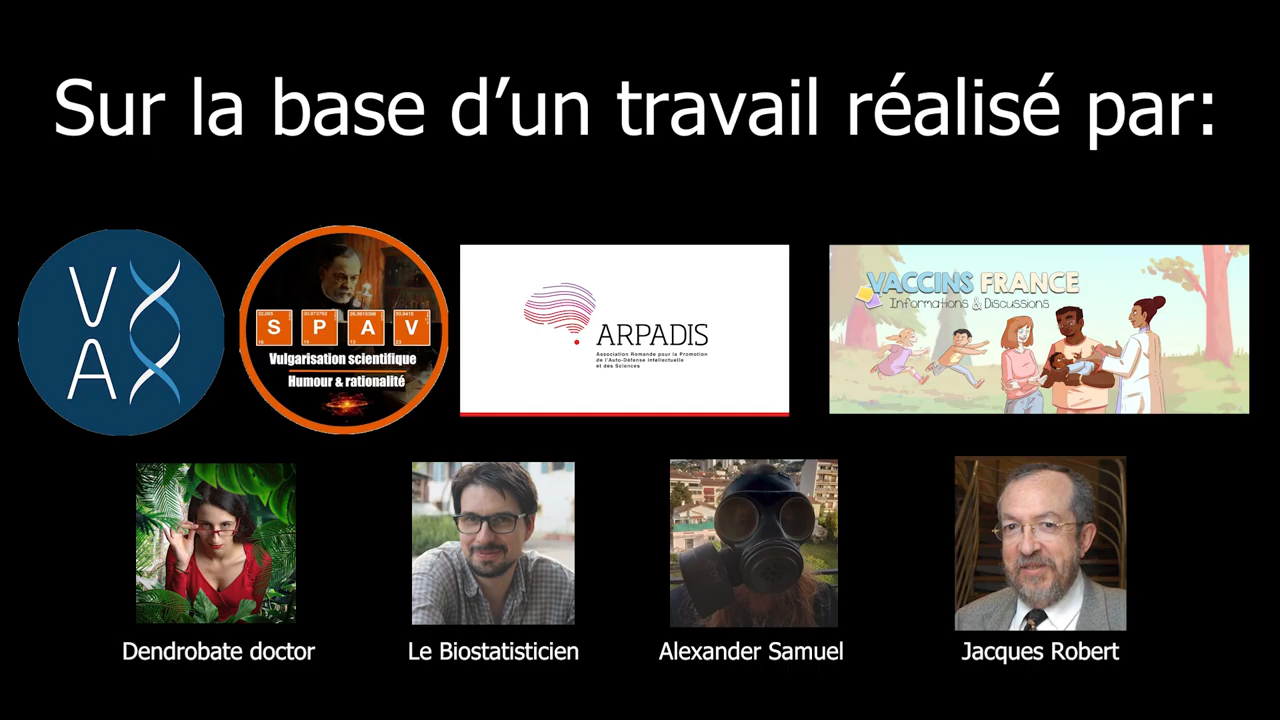 Sur la base d'un travail réalisé par:
V
A
S P A V
Vulgarisation scientifique
Humour & rationalité
ARPADIS
Association Romande pour la Promotion
de l'Auto-Défense Intellectuelle
et des Sciences
VACCINS FRANCE
Informations & Discussions
Dendrobate doctor
Le Biostatisticien
Alexander Samuel
Jacques Robert